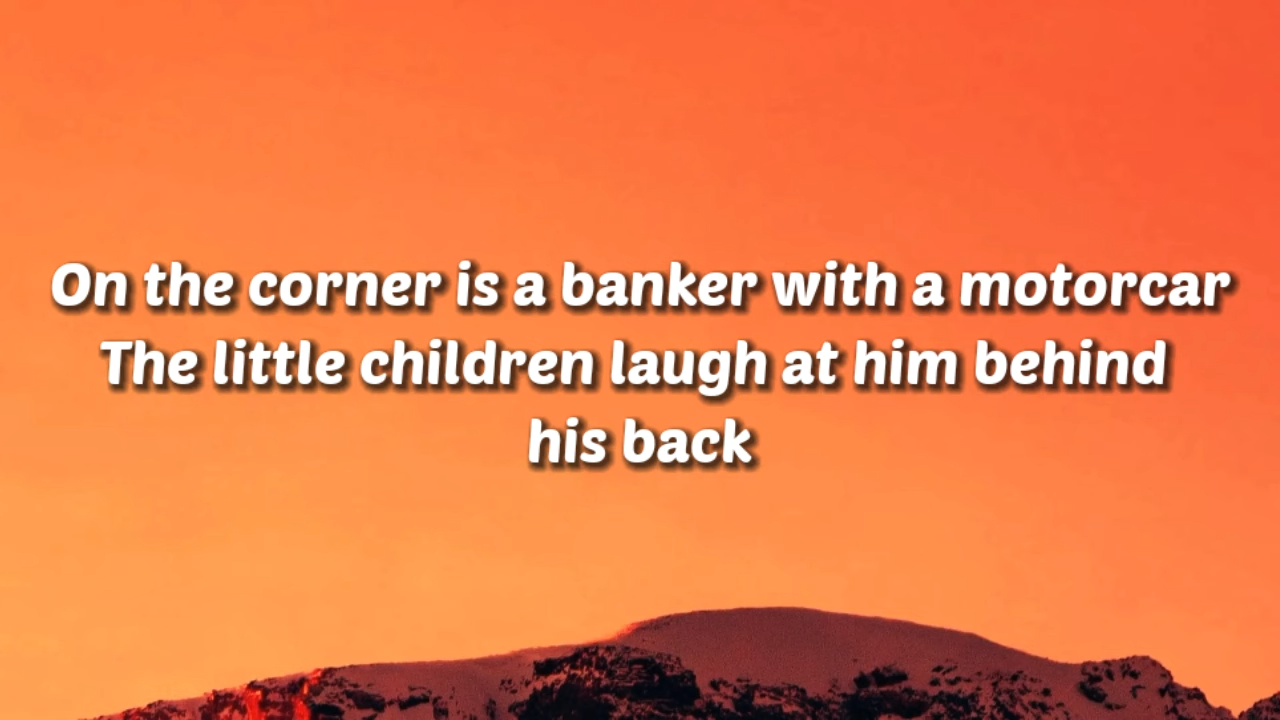 On the corner is a banker with a motorcar
The little children laugh at him behind
his back